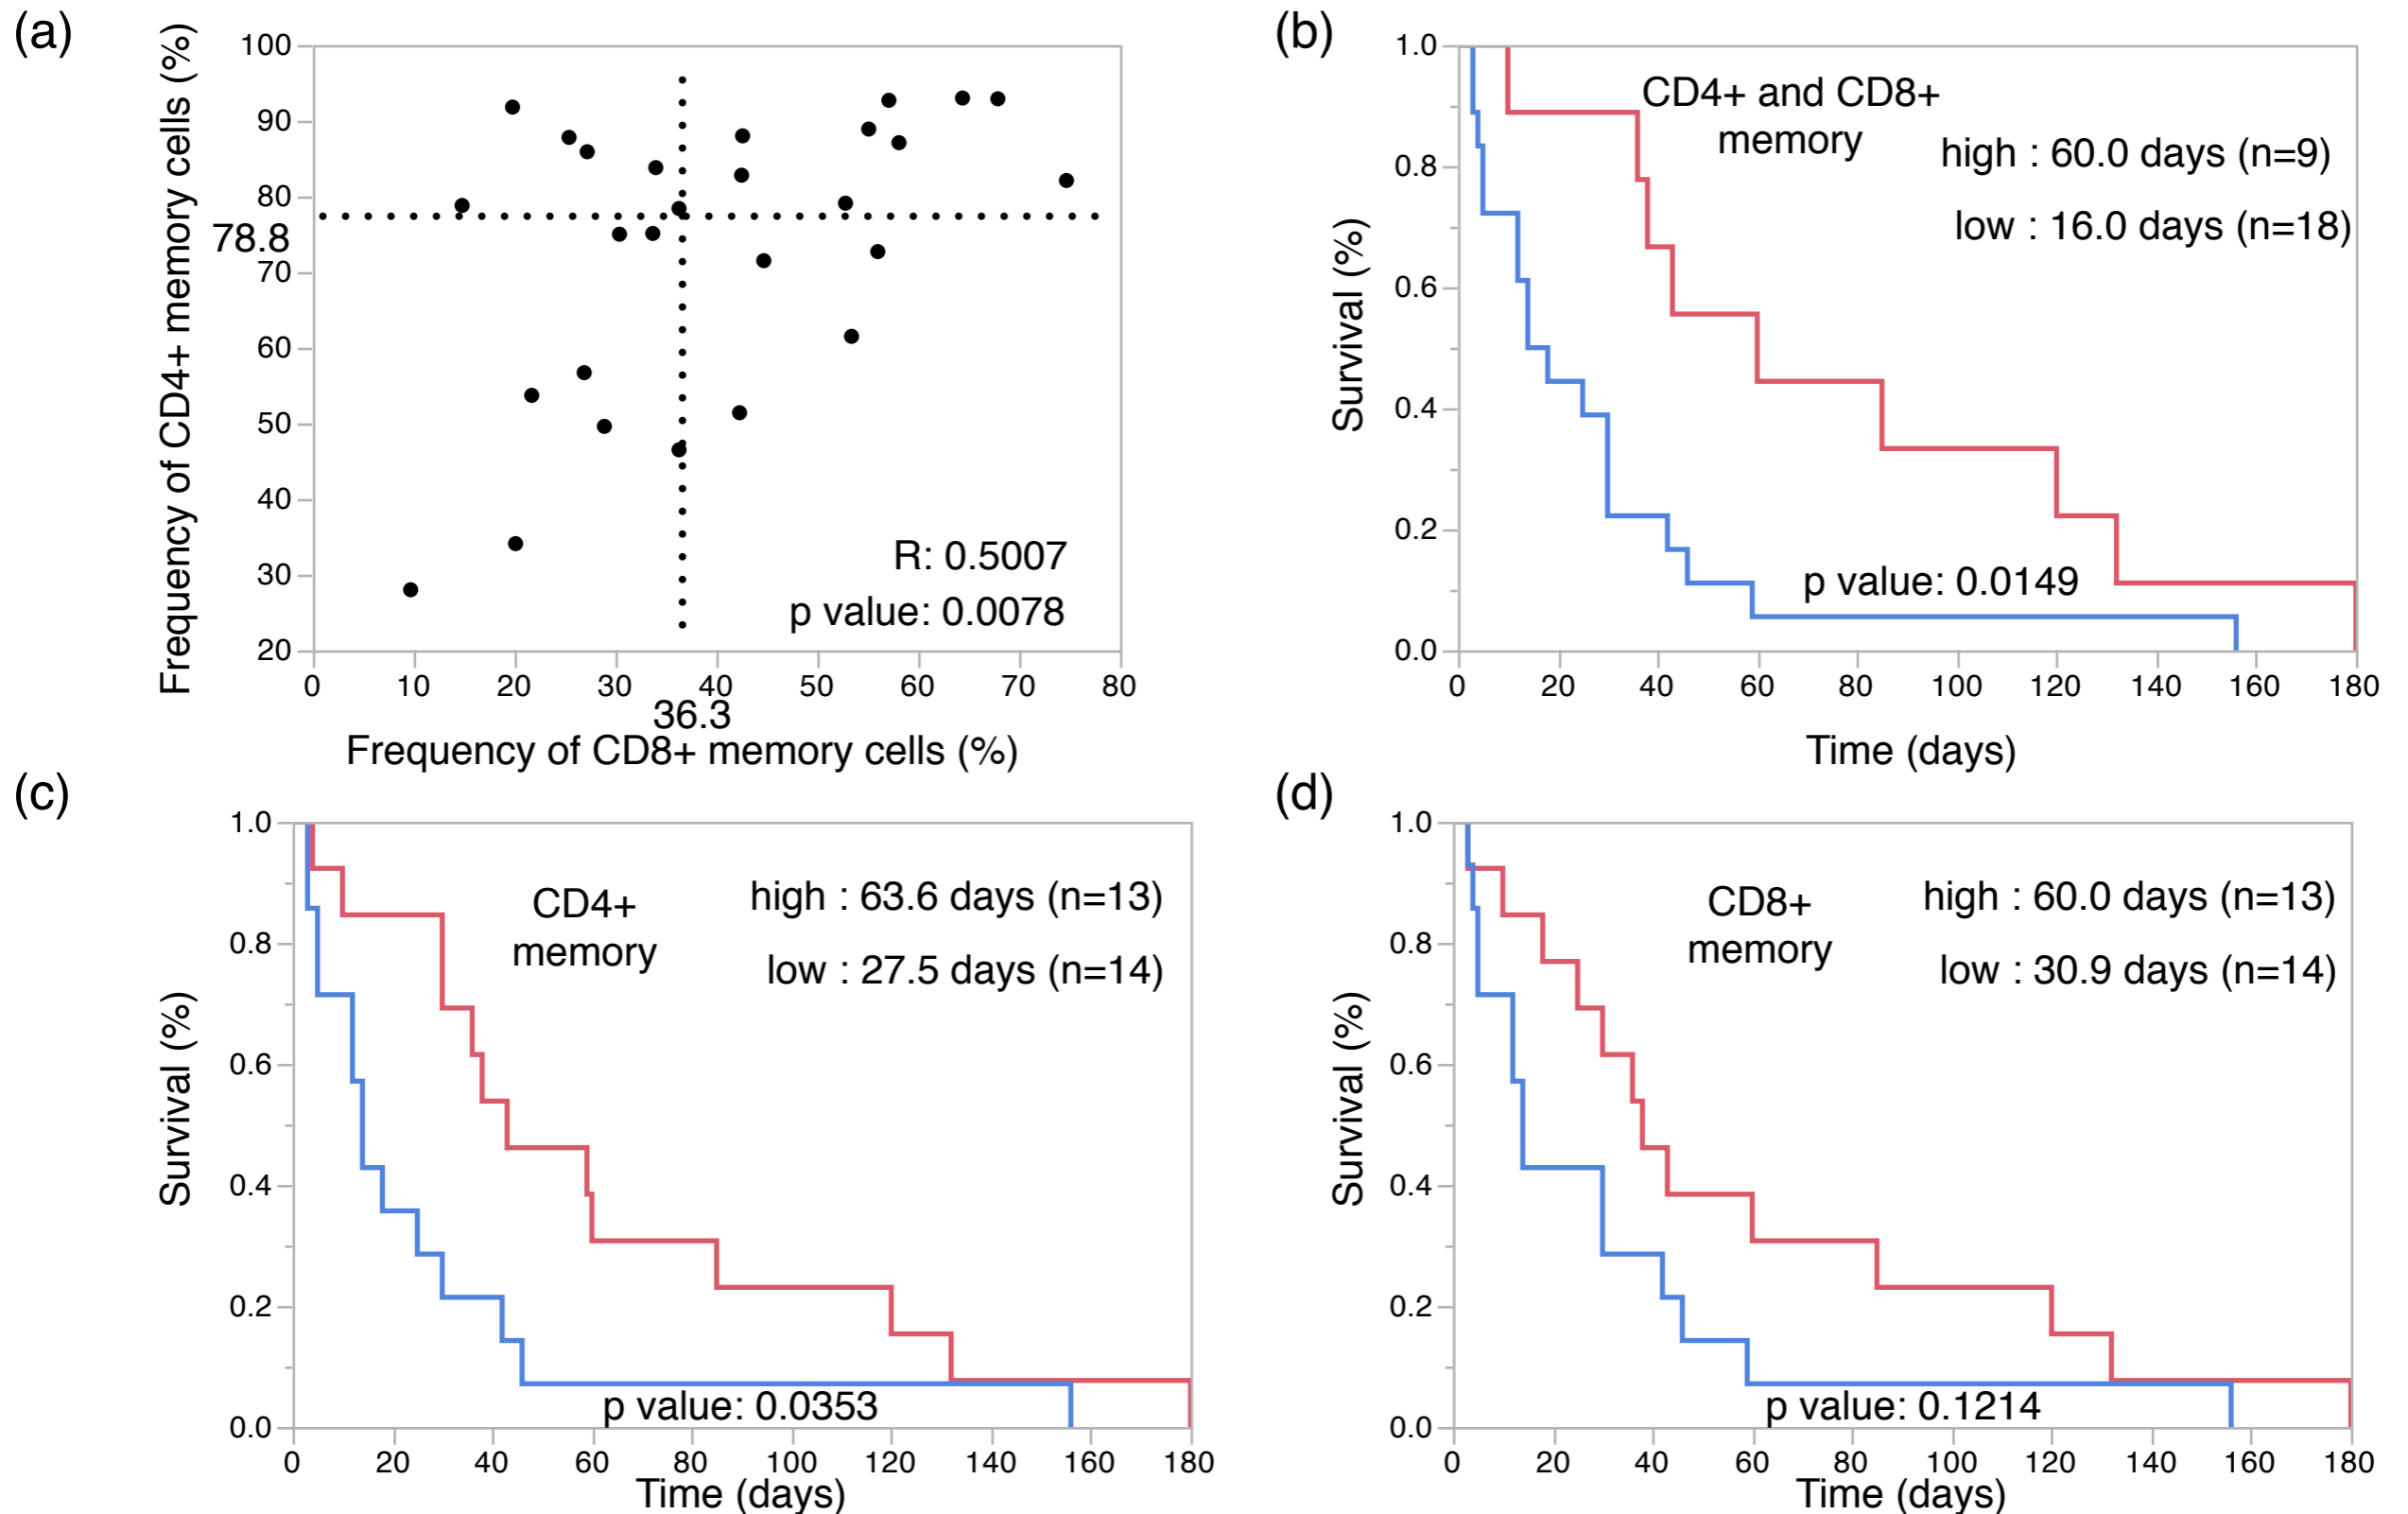 (a)
Frequency of CD4+ memory cells (%)
100
90
80
78.8
70
60
50
40
30
20
R: 0.5007
p value: 0.0078
0 10 20 30 40 50 60 70 80
36.3
Frequency of CD8+ memory cells (%)
(b)
Survival (%)
1.0
0.8
0.6
0.4
0.2
0.0
CD4+ and CD8+
memory
high : 60.0 days (n=9)
low : 16.0 days (n=18)
p value: 0.0149
0 20 40 60 80 100 120 140 160 180
Time (days)
(c)
Survival (%)
1.0
0.8
0.6
0.4
0.2
0.0
CD4+
memory
high : 63.6 days (n=13)
low : 27.5 days (n=14)
p value: 0.0353
0 20 40 60 80 100 120 140 160 180
Time (days)
(d)
Survival (%)
1.0
0.8
0.6
0.4
0.2
0.0
CD8+
memory
high : 60.0 days (n=13)
low : 30.9 days (n=14)
p value: 0.1214
0 20 40 60 80 100 120 140 160 180
Time (days)